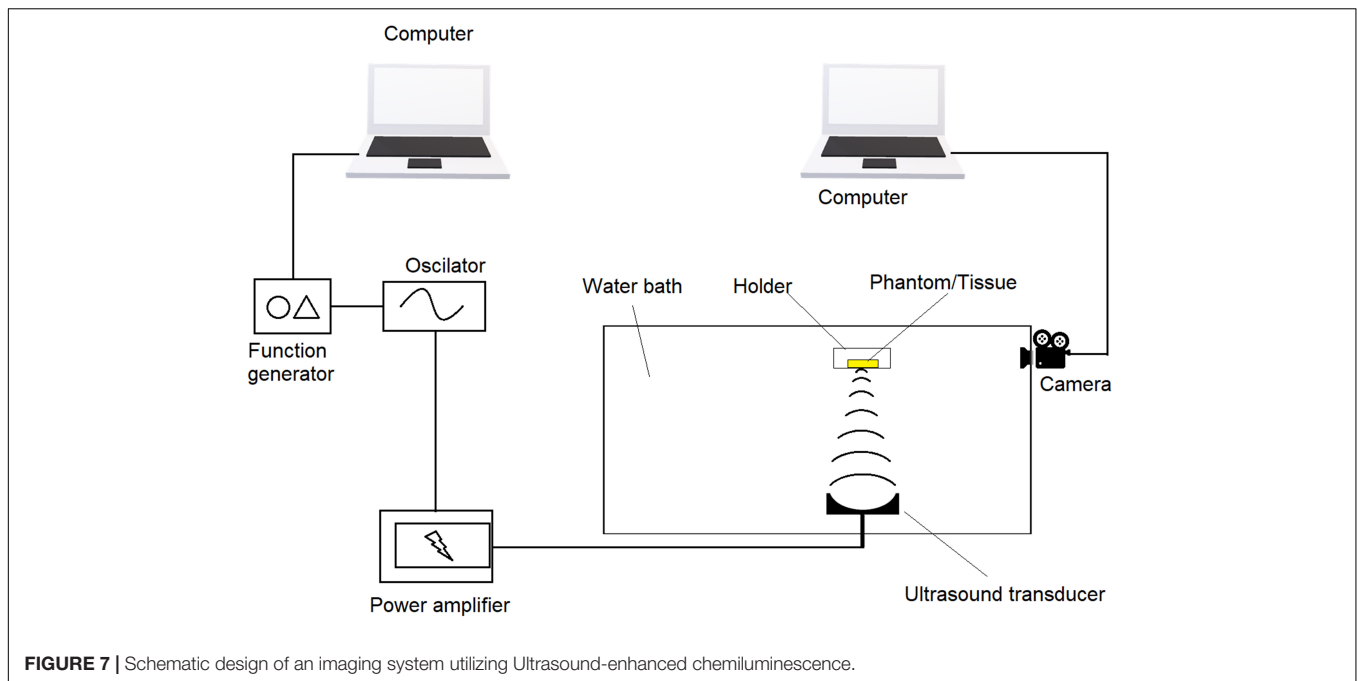 Computer
Computer
Oscilator
Function
generator
Water bath
Holder
Phantom/Tissue
Camera
Power amplifier
Ultrasound transducer
FIGURE 7 | Schematic design of an imaging system utilizing Ultrasound-enhanced chemiluminescence.